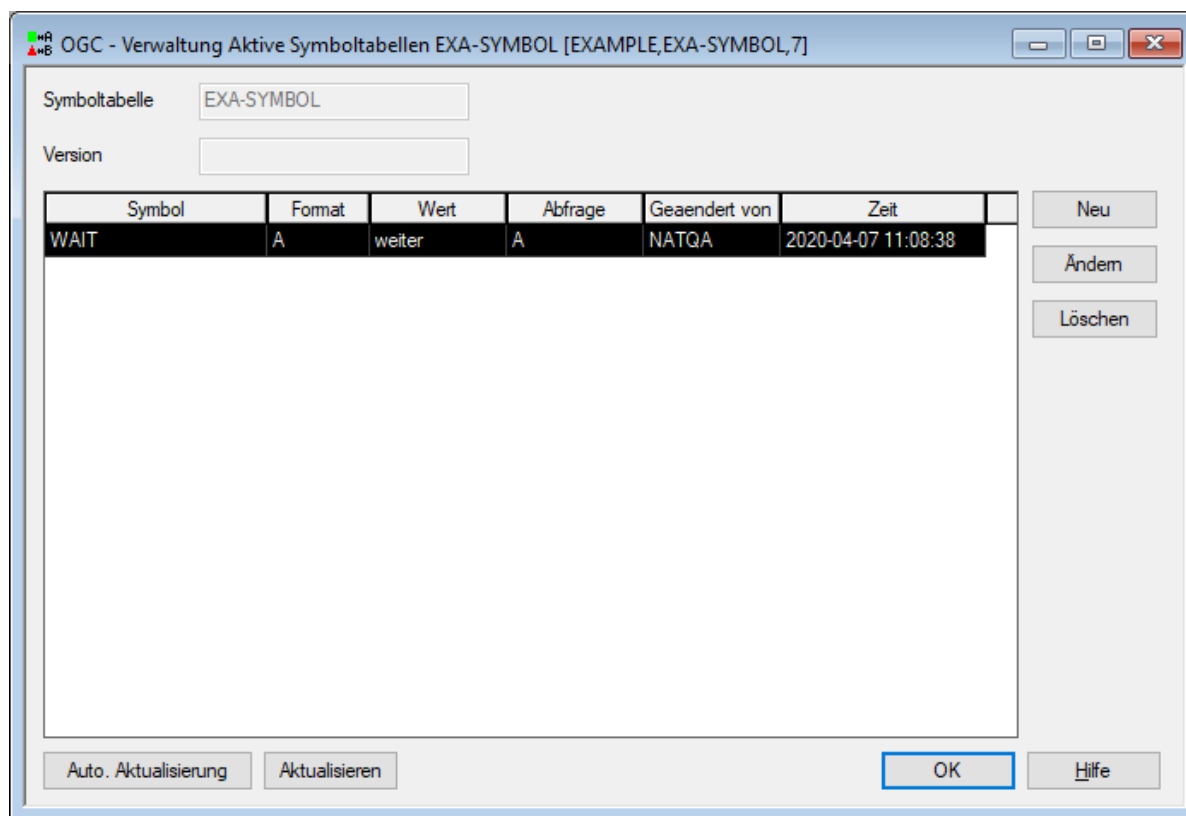 OGC - Verwaltung Aktive Symboltabellen EXA-SYMBOL [EXAMPLE,EXA-SYMBOL,7]
Symboltabelle EXA-SYMBOL
Version
Symbol Format Wert Abfrage Geaendert von Zeit
WAIT A weiter A NATQA 2020-04-07 11:08:38
Neu
Ändern
Löschen
Auto. Aktualisierung Aktualisieren OK Hilfe